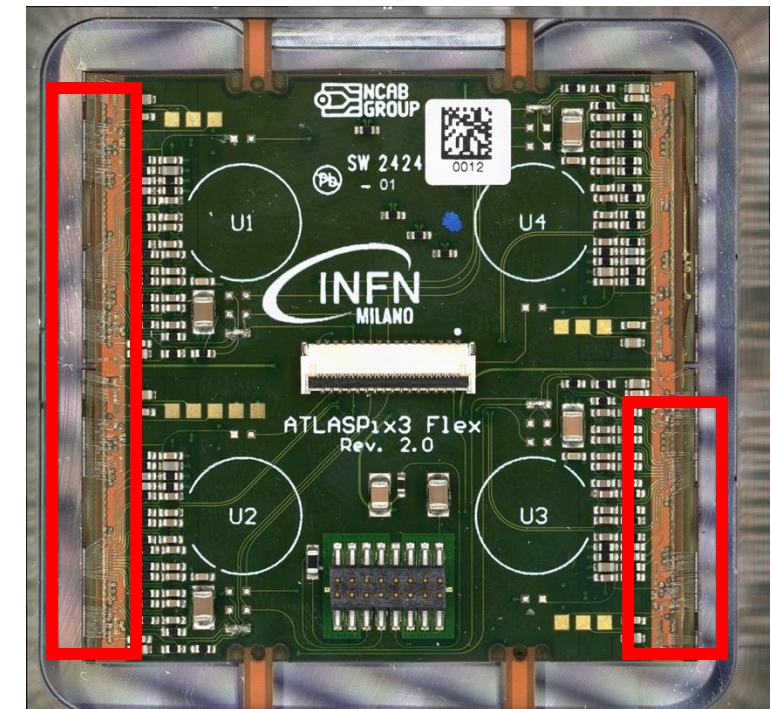 NCAB
GROUP
0012
Pb
SW 2424
- 01
U1
U4
INFN
MILANO
ATLASPix3 Flex
Rev. 2.0
U2
U3